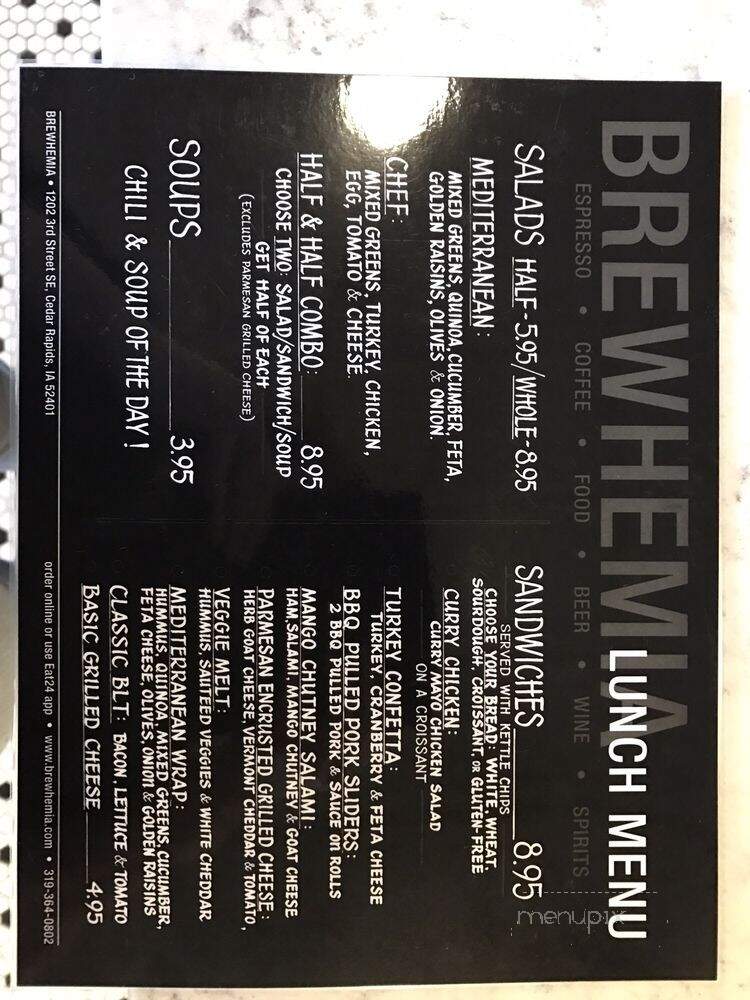 BREWHEMIA
LUNCH MENU
ESPRESSO • COFFEE • FOOD • BEER • WINE • SPIRITS
SALADS HALF-5.95/WHOLE-8.95
MEDITERRANEAN:
MIXED GREENS, QUINOA, CUCUMBER, FETA,
GOLDEN RAISINS, OLIVES & ONION.
CHEF:
MIXED GREENS, TURKEY, CHICKEN,
EGG, TOMATO & CHEESE.
HALF & HALF COMBO: 8.95
CHOOSE TWO: SALAD/SANDWICH/SOUP
GET HALF OF EACH
(EXCLUDES PARMESAN GRILLED CHEESE)
SOUPS 3.95
CHILI & SOUP OF THE DAY!
SANDWICHES 8.95
SERVED WITH KETTLE CHIPS
CHOOSE YOUR BREAD: WHITE, WHEAT,
SOURDOUGH, CROISSANT, OR GLUTEN-FREE
CURRY CHICKEN:
CURRY MAYO CHICKEN SALAD
ON A CROISSANT
TURKEY CONFETTA:
TURKEY, CRANBERRY & FETA CHEESE
BBQ PULLED PORK SLIDERS:
2 BBQ PULLED PORK & SAUCE ON ROLLS
MANGO CHUTNEY SALAMI:
HAM, SALAMI, MANGO CHUTNEY & GOAT CHEESE
PARMESAN ENCRUSTED GRILLED CHEESE:
HERB GOAT CHEESE, VERMONT CHEDDAR & TOMATO,
VEGGIE MELT:
HUMMUS, SAUTEED VEGGIES & WHITE CHEDDAR
MEDITERRANEAN WRAP:
HUMMUS, QUINOA, MIXED GREENS, CUCUMBER,
FETA CHEESE, OLIVES, ONION & GOLDEN RAISINS
CLASSIC BLT: BACON, LETTUCE & TOMATO
BASIC GRILLED CHEESE 4.95
BREWHEMIA • 1202 3rd Street SE, Cedar Rapids, IA 52401
order online or use Eat24 app • www.brewhemia.com • 319-364-0802
menupix